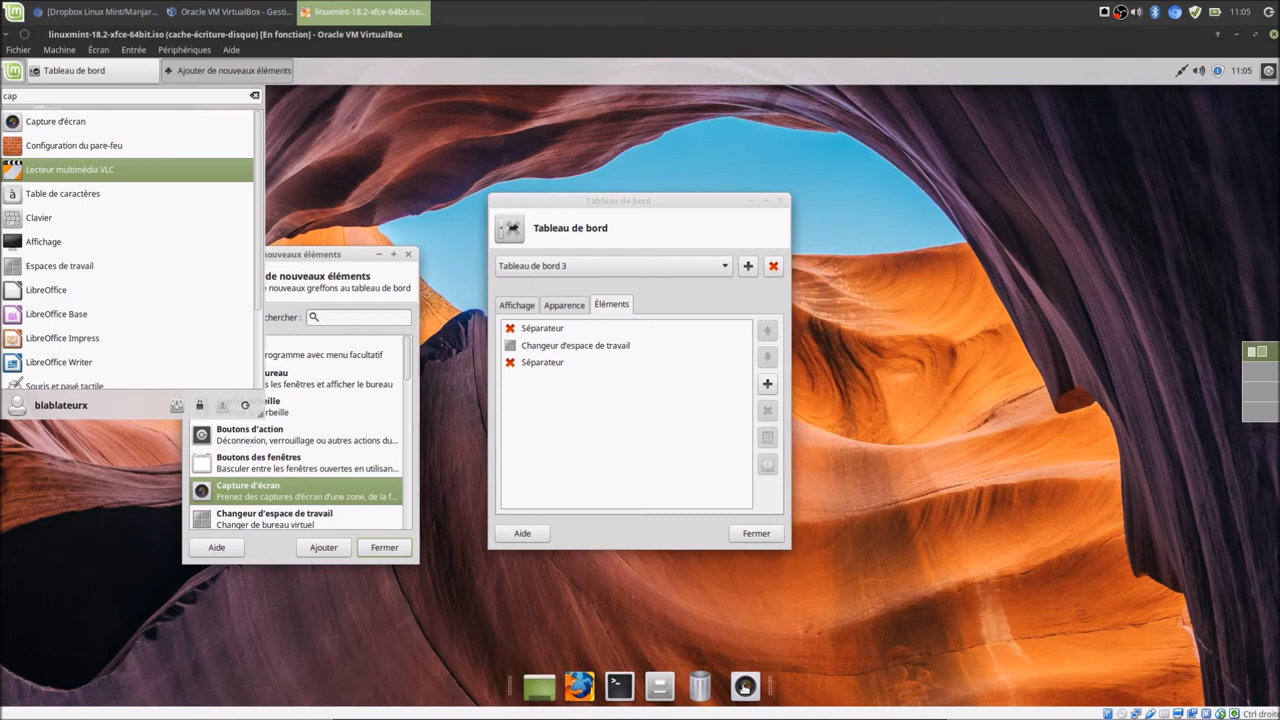 [Dropbox Linux Mint/Manjar...
Oracle VM VirtualBox - Gesti...
linuxmint-18.2-xfce-64bit.iso...
11:05
linuxmint-18.2-xfce-64bit.iso (cache-écriture-disque) [En fonction] - Oracle VM VirtualBox
Fichier Machine Écran Entrée Périphériques Aide
Tableau de bord
Ajouter de nouveaux éléments
11:05
cap
Capture d'écran
Configuration du pare-feu
Lecteur multimédia VLC
Table de caractères
Clavier
Affichage
Espaces de travail
LibreOffice
LibreOffice Base
LibreOffice Impress
LibreOffice Writer
Souris et pavé tactile
blablateurx
nouveaux éléments
de nouveaux éléments
nouveaux greffons au tableau de bord
chercher :
rogramme avec menu facultatif
ureau
les fenêtres et afficher le bureau
beille
rbeille
Boutons d'action
Déconnexion, verrouillage ou autres actions du...
Boutons des fenêtres
Basculer entre les fenêtres ouvertes en utilisan...
Capture d'écran
Prenez des captures d'écran d'une zone, de la f...
Changeur d'espace de travail
Changer de bureau virtuel
Aide
Ajouter
Fermer
Tableau de bord
Tableau de bord
Tableau de bord 3
Affichage
Apparence
Éléments
Séparateur
Changeur d'espace de travail
Séparateur
Aide
Fermer
Ctrl droite